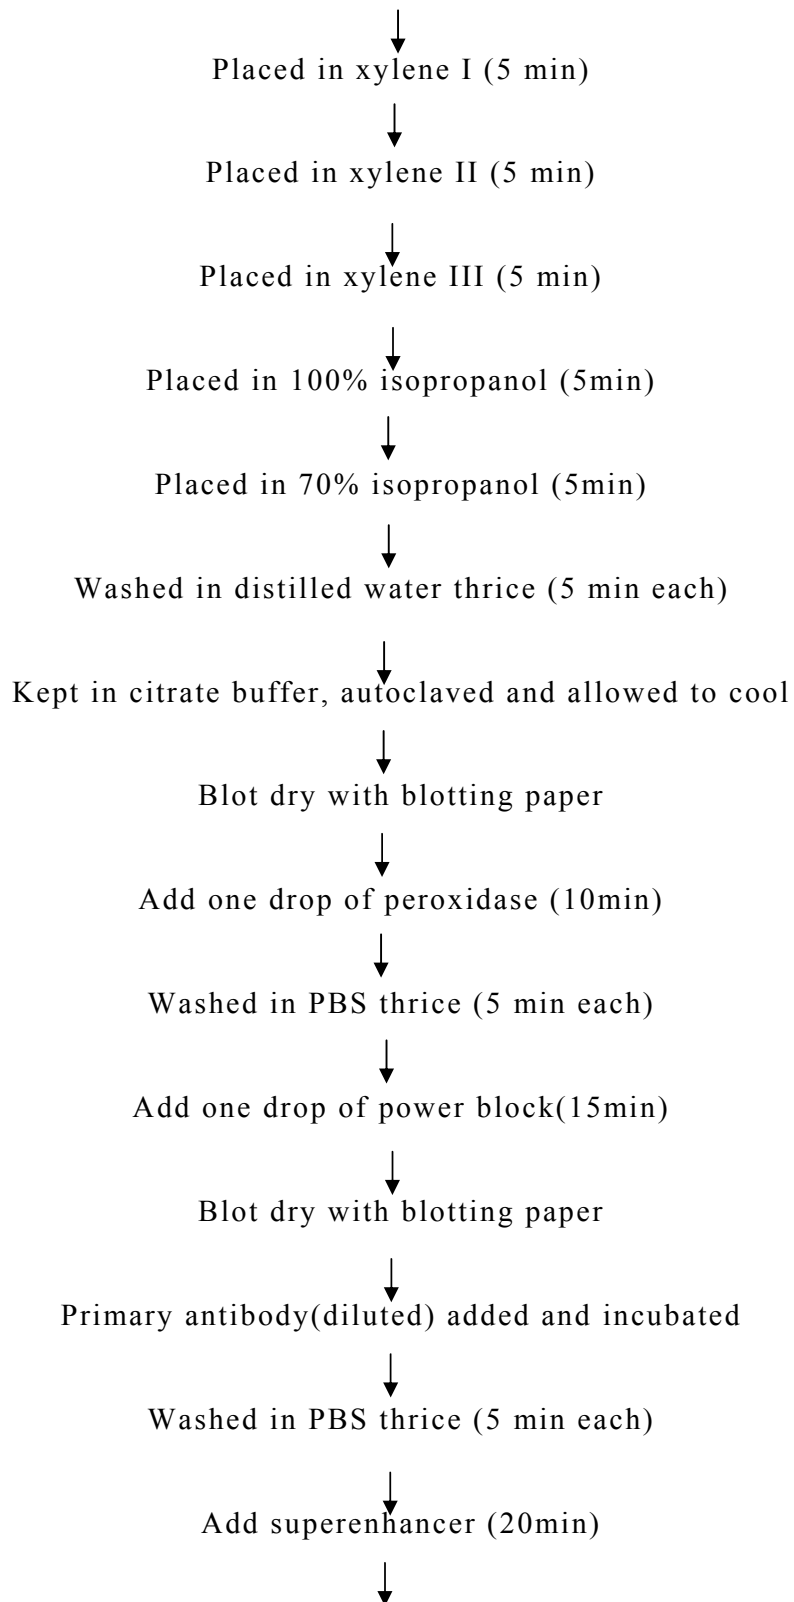 Placed in xylene I (5 min)
Placed in xylene II (5 min)
Placed in xylene III (5 min)
Placed in 100% isopropanol (5min)
Placed in 70% isopropanol (5min)
Washed in distilled water thrice (5 min each)
Kept in citrate buffer, autoclaved and allowed to cool
Blot dry with blotting paper
Add one drop of peroxidase (10min)
Washed in PBS thrice (5 min each)
Add one drop of power block(15min)
Blot dry with blotting paper
Primary antibody(diluted) added and incubated
Washed in PBS thrice (5 min each)
Add superenhancer (20min)